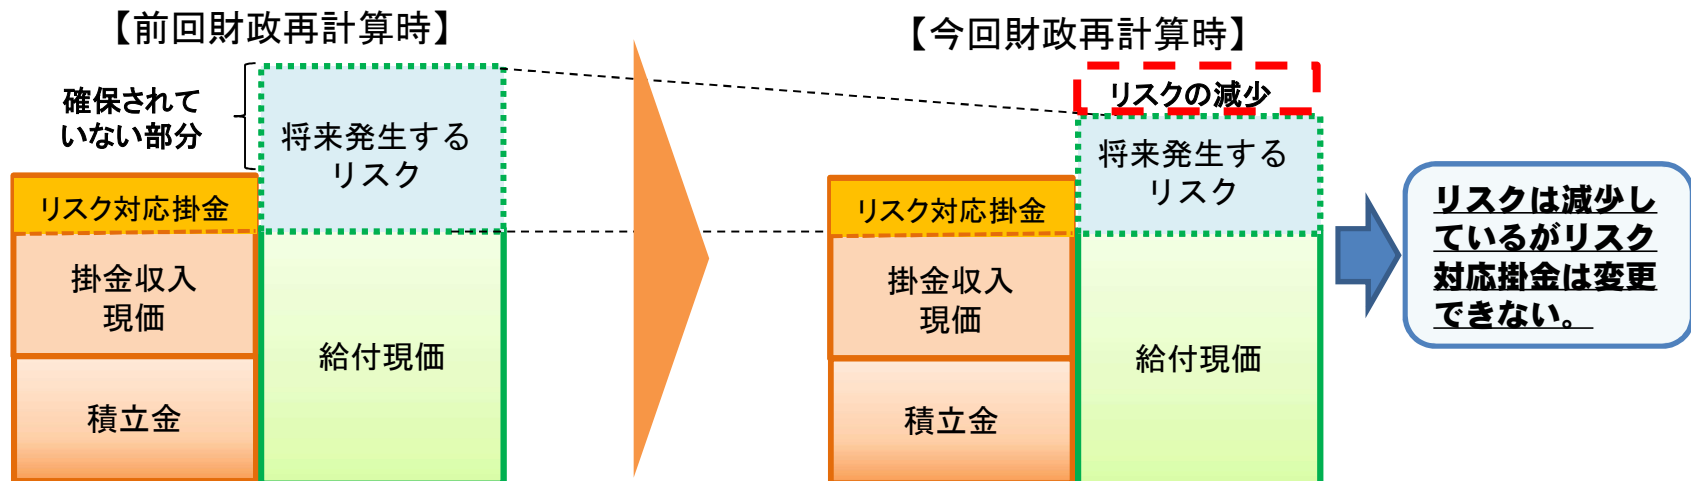 【前回財政再計算時】
確保されて
いない部分
将来発生する
リスク
リスク対応掛金
掛金収入
現価
給付現価
積立金
【今回財政再計算時】
リスクの減少
将来発生する
リスク
リスク対応掛金
掛金収入
現価
給付現価
積立金
リスクは減少し
ているがリスク
対応掛金は変更
できない。